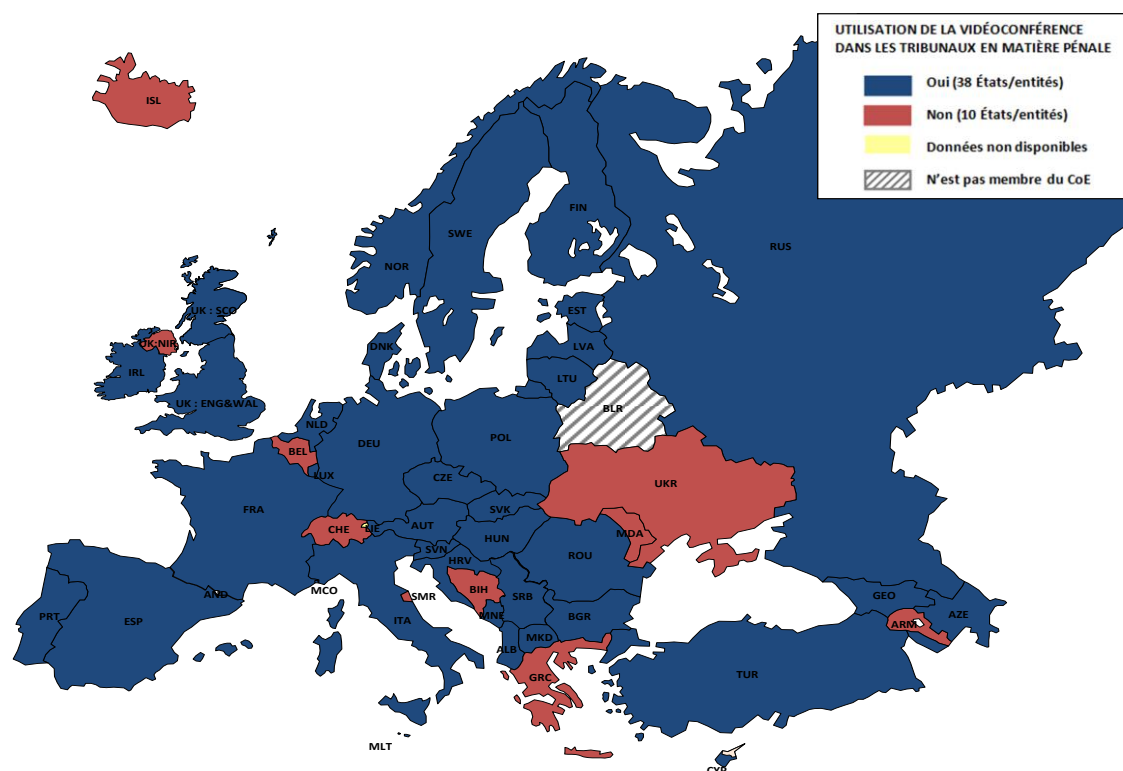 UTILISATION DE LA VIDÉOCONFÉRENCE
DANS LES TRIBUNAUX EN MATIÈRE PÉNALE
Oui (38 États/entités)
Non (10 États/entités)
Données non disponibles
N'est pas membre du CoE
ISL
FIN
SWE
RUS
NOR
UK : SCO
EST
UK:NIR
DNK
LVA
IRL
LTU
UK : ENG&WAL
BLR
NLD
DEU
POL
BEL
LUX
CZE
UKR
FRA
SVK
CHE
LIE
AUT
MDA
HUN
SVN
ROU
HRV
AND
MCO
BIH
SMR
SRB
GEO
PRT
ESP
ITA
MNE
BGR
AZE
ARM
MKD
ALB
GRC
TUR
MLT
CYP